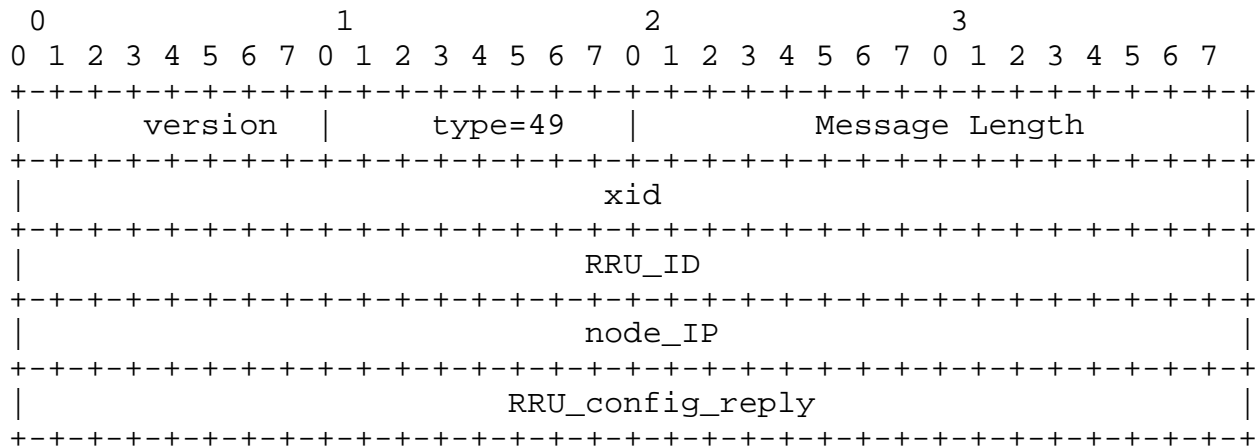 0 1 2 3
0 1 2 3 4 5 6 7 0 1 2 3 4 5 6 7 0 1 2 3 4 5 6 7 0 1 2 3 4 5 6 7
+-+-+-+-+-+-+-+-+-+-+-+-+-+-+-+-+-+-+-+-+-+-+-+-+-+-+-+-+-+-+-+-+
| version | type=49 | Message Length |
+-+-+-+-+-+-+-+-+-+-+-+-+-+-+-+-+-+-+-+-+-+-+-+-+-+-+-+-+-+-+-+-+
| xid |
+-+-+-+-+-+-+-+-+-+-+-+-+-+-+-+-+-+-+-+-+-+-+-+-+-+-+-+-+-+-+-+-+
| RRU_ID |
+-+-+-+-+-+-+-+-+-+-+-+-+-+-+-+-+-+-+-+-+-+-+-+-+-+-+-+-+-+-+-+-+
| node_IP |
+-+-+-+-+-+-+-+-+-+-+-+-+-+-+-+-+-+-+-+-+-+-+-+-+-+-+-+-+-+-+-+-+
| RRU_config_reply |
+-+-+-+-+-+-+-+-+-+-+-+-+-+-+-+-+-+-+-+-+-+-+-+-+-+-+-+-+-+-+-+-+